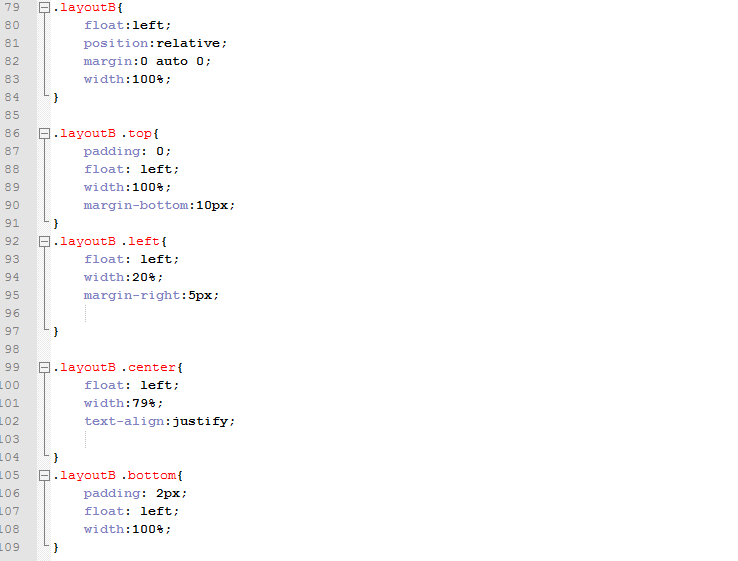 79 .layoutB{
80 float:left;
81 position:relative;
82 margin:0 auto 0;
83 width:100%;
84 }
85
86 .layoutB .top{
87 padding: 0;
88 float: left;
89 width:100%;
90 margin-bottom:10px;
91 }
92 .layoutB .left{
93 float: left;
94 width:20%;
95 margin-right:5px;
96
97 }
98
99 .layoutB .center{
100 float: left;
101 width:79%;
102 text-align:justify;
103
104 }
105 .layoutB .bottom{
106 padding: 2px;
107 float: left;
108 width:100%;
109 }